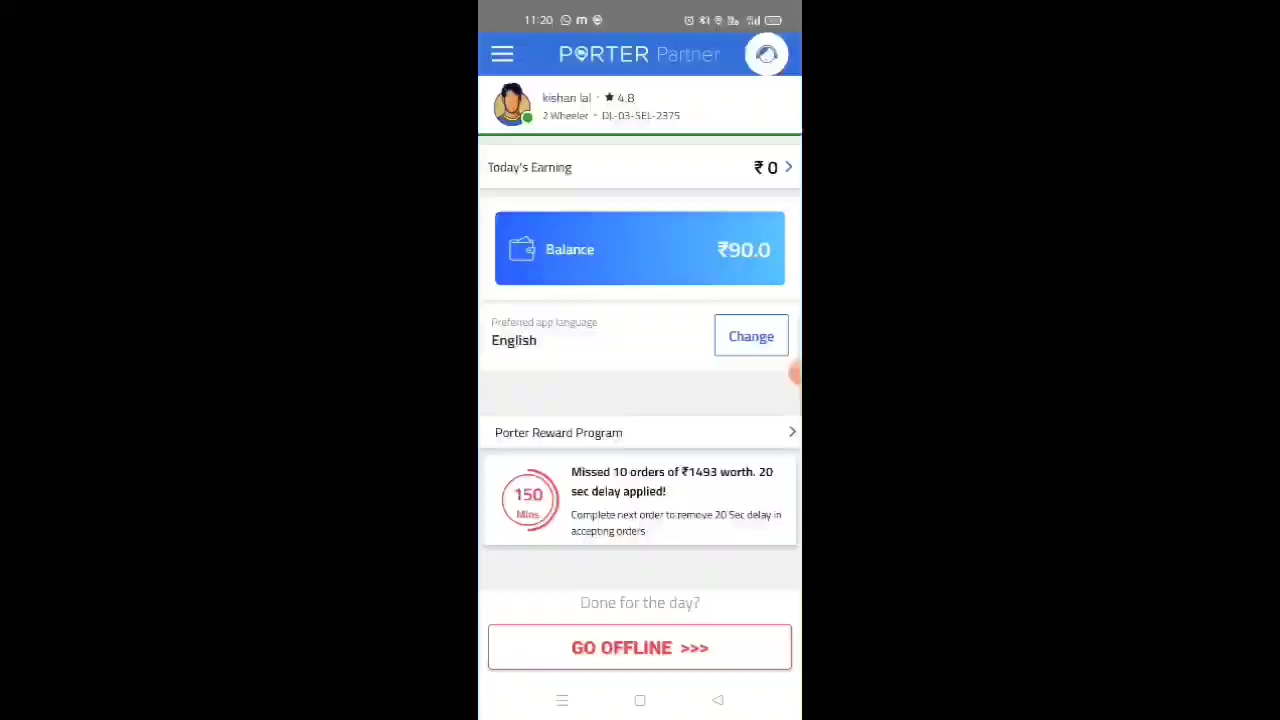 11:20
PORTER Partner
kishan lal · ★ 4.8
2 Wheeler - DL-03-SEL-2375
Today's Earning ₹ 0
Balance ₹90.0
Preferred app language
English
Change
Porter Reward Program
150
Mins
Missed 10 orders of ₹1493 worth. 20
sec delay applied!
Complete next order to remove 20 Sec delay in
accepting orders
Done for the day?
GO OFFLINE >>>